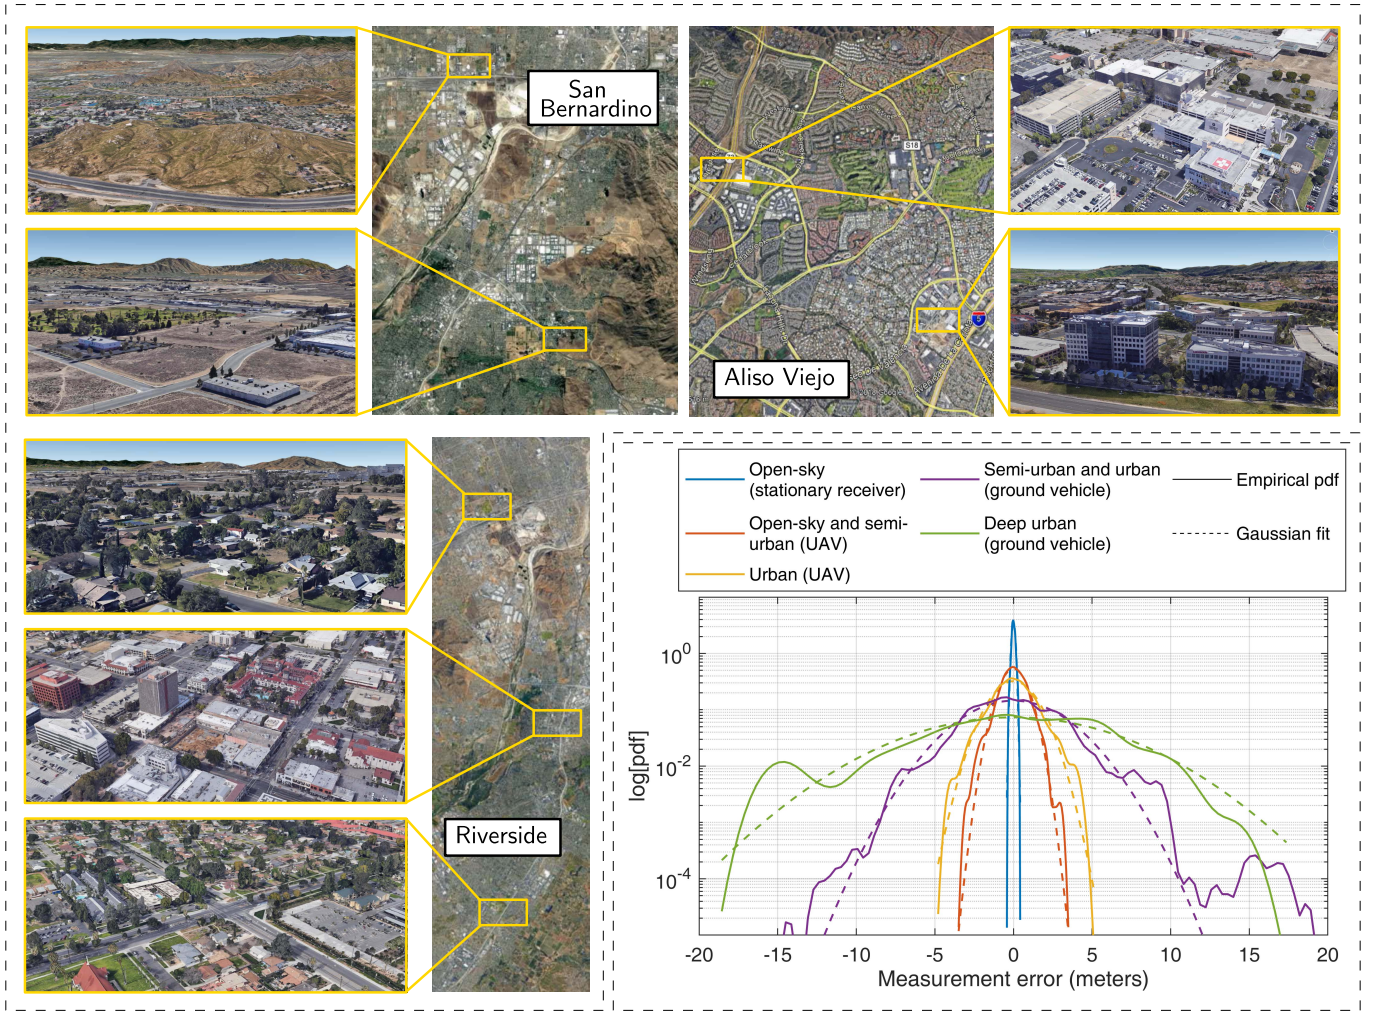 San
Bernardino
S18
5
Aliso Viejo
Riverside
Open-sky
(stationary receiver)
Open-sky and semi-
urban (UAV)
Urban (UAV)
Semi-urban and urban
(ground vehicle)
Deep urban
(ground vehicle)
Empirical pdf
Gaussian fit
log[pdf]
10^0
10^-2
10^-4
-20 -15 -10 -5 0 5 10 15 20
Measurement error (meters)